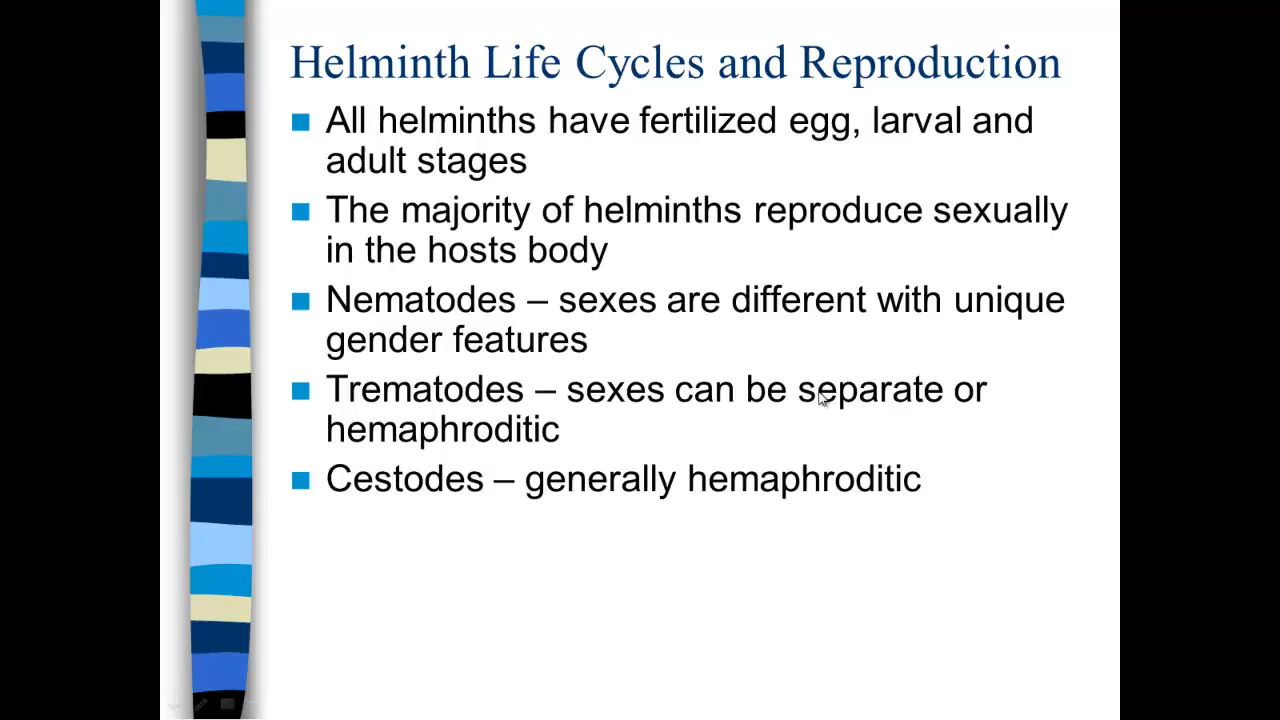 Helminth Life Cycles and Reproduction
All helminths have fertilized egg, larval and
adult stages
The majority of helminths reproduce sexually
in the hosts body
Nematodes – sexes are different with unique
gender features
Trematodes – sexes can be separate or
hemaphroditic
Cestodes – generally hemaphroditic